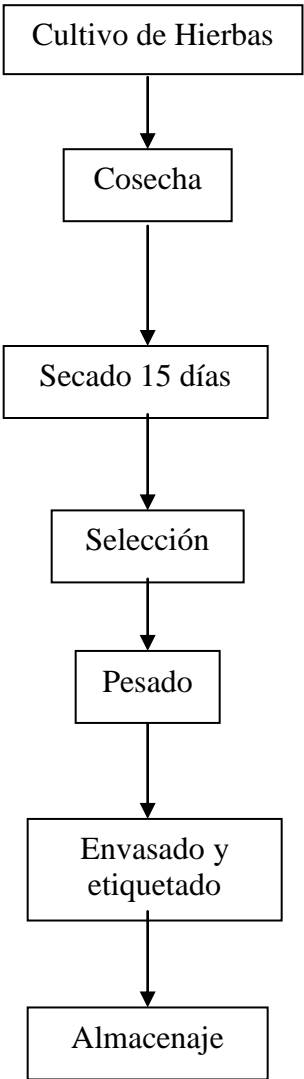 Cultivo de Hierbas
Cosecha
Secado 15 días
Selección
Pesado
Envasado y
etiquetado
Almacenaje